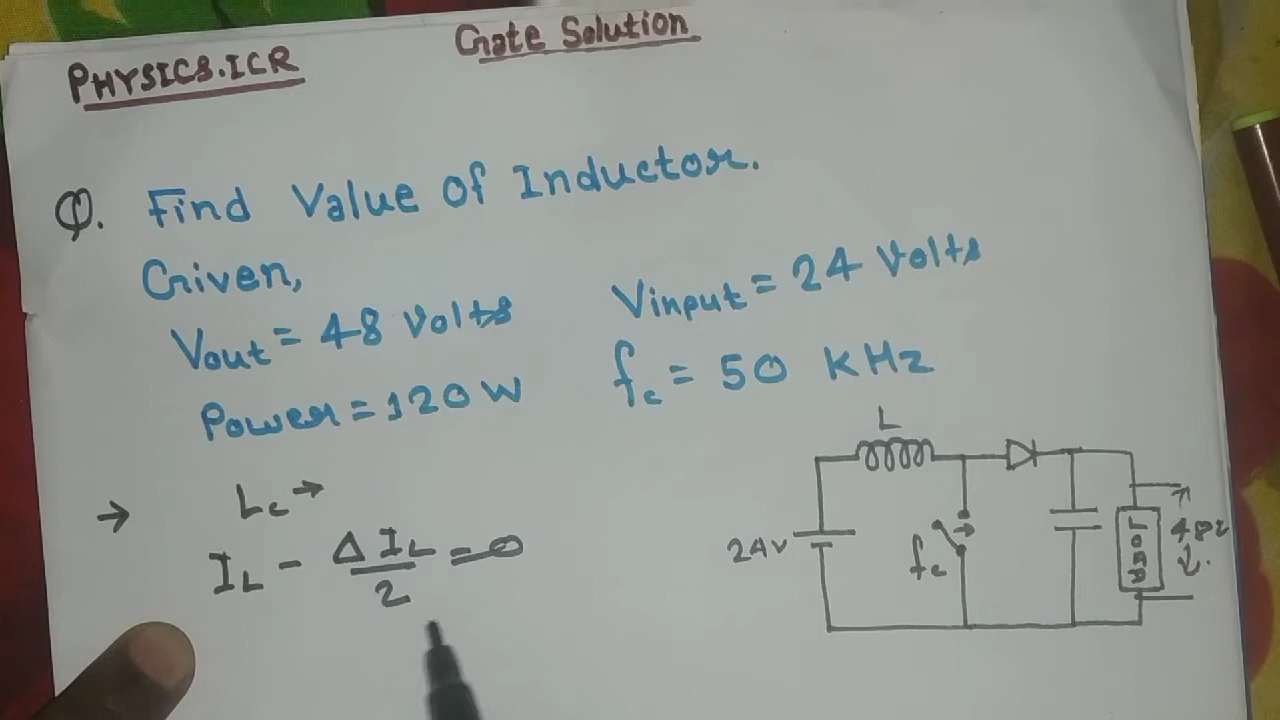 Gate Solution
PHYSICS.ICR
Q. Find Value of Inductor.
Given,
Vout = 48 Volts Vinput = 24 Volts
Power = 120 W fc = 50 KHz
→ Lc →
IL - ΔIL/2 = 0
L
24V
fc
LOAD